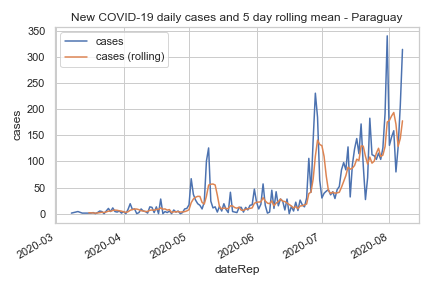 New COVID-19 daily cases and 5 day rolling mean - Paraguay
cases
cases (rolling)
350
300
250
200
150
100
50
0
cases
2020-03
2020-04
2020-05
2020-06
2020-07
2020-08
dateRep